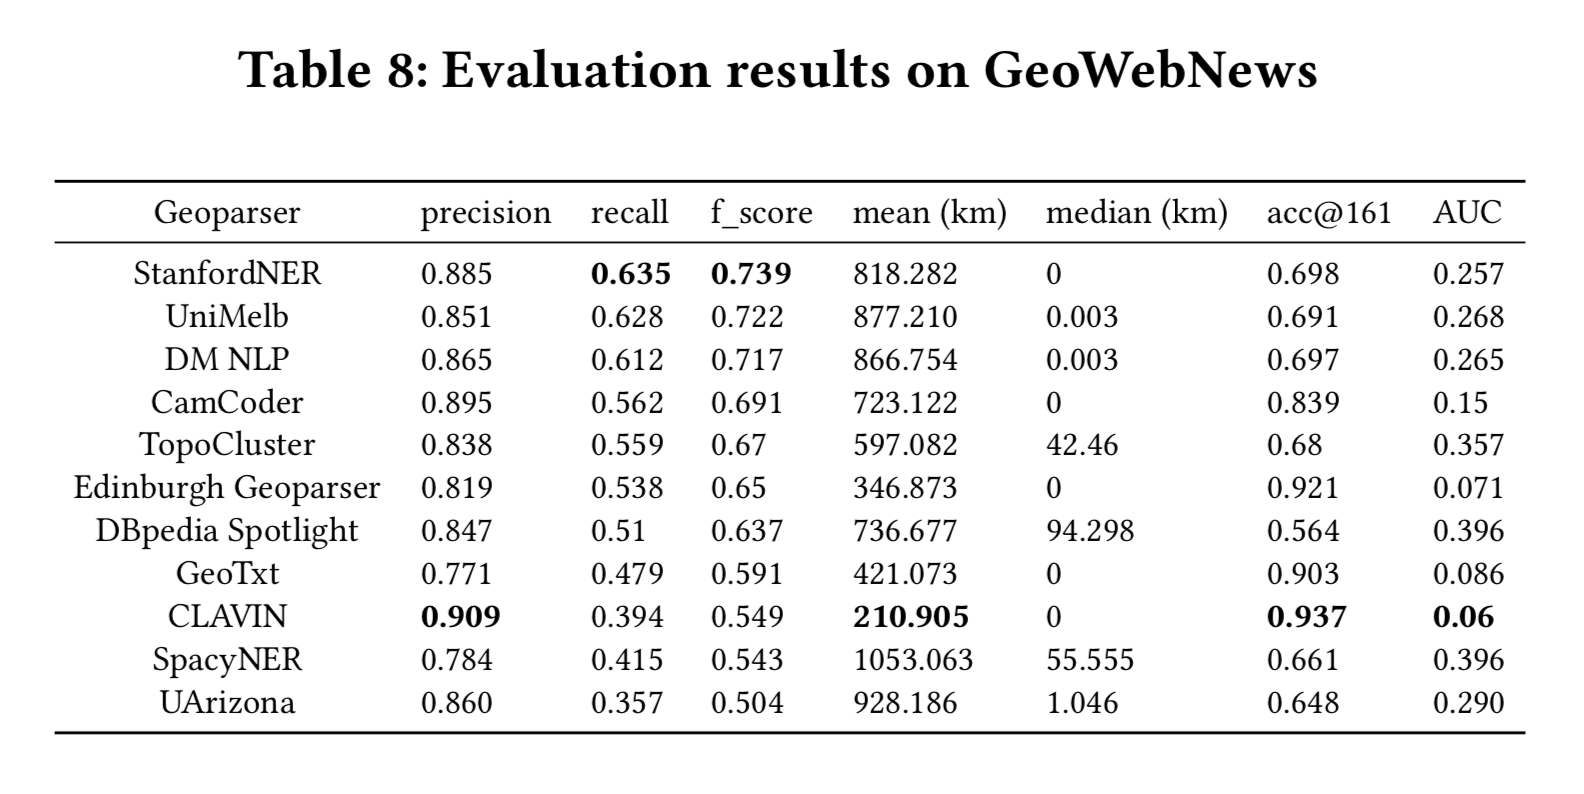 Table 8: Evaluation results on GeoWebNews
Geoparser precision recall f_score mean (km) median (km) acc@161 AUC
StanfordNER 0.885 0.635 0.739 818.282 0 0.698 0.257
UniMelb 0.851 0.628 0.722 877.210 0.003 0.691 0.268
DM NLP 0.865 0.612 0.717 866.754 0.003 0.697 0.265
CamCoder 0.895 0.562 0.691 723.122 0 0.839 0.15
TopoCluster 0.838 0.559 0.67 597.082 42.46 0.68 0.357
Edinburgh Geoparser 0.819 0.538 0.65 346.873 0 0.921 0.071
DBpedia Spotlight 0.847 0.51 0.637 736.677 94.298 0.564 0.396
GeoTxt 0.771 0.479 0.591 421.073 0 0.903 0.086
CLAVIN 0.909 0.394 0.549 210.905 0 0.937 0.06
SpacyNER 0.784 0.415 0.543 1053.063 55.555 0.661 0.396
UArizona 0.860 0.357 0.504 928.186 1.046 0.648 0.290